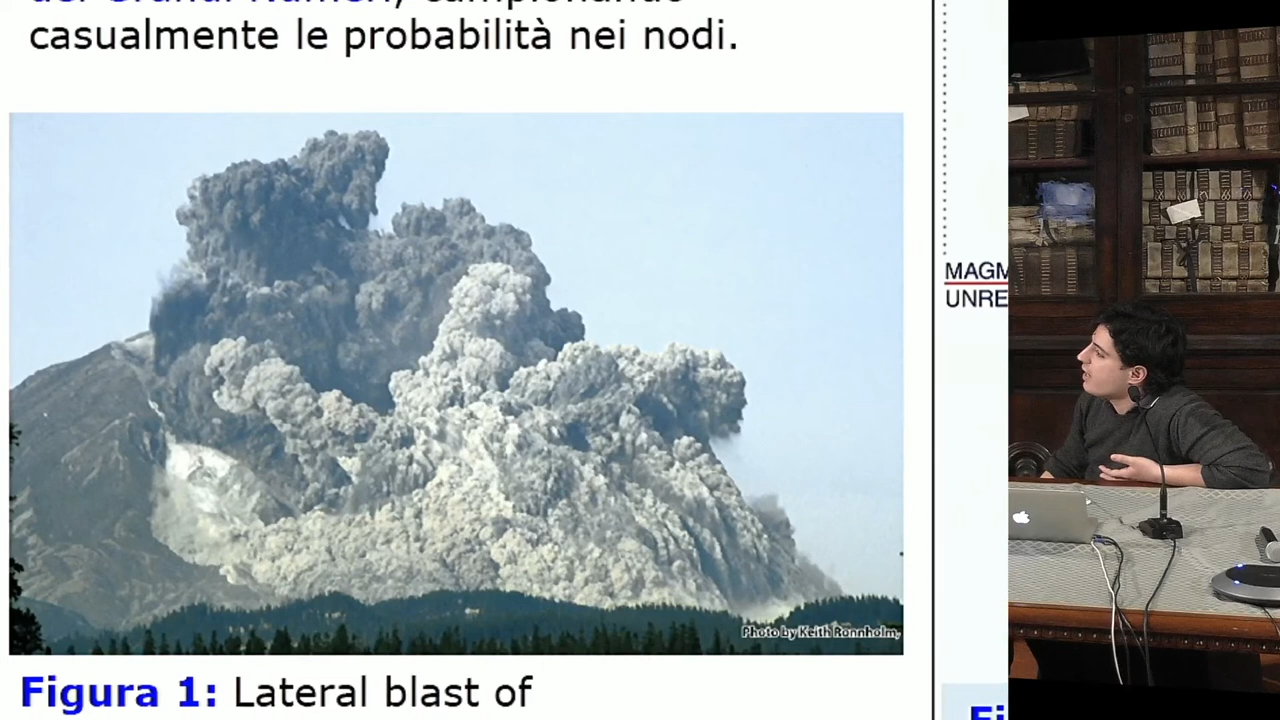 casualmente le probabilità nei nodi.
Photo by Keith Ronnholm,
Figura 1: Lateral blast of
MAGM
UNRE